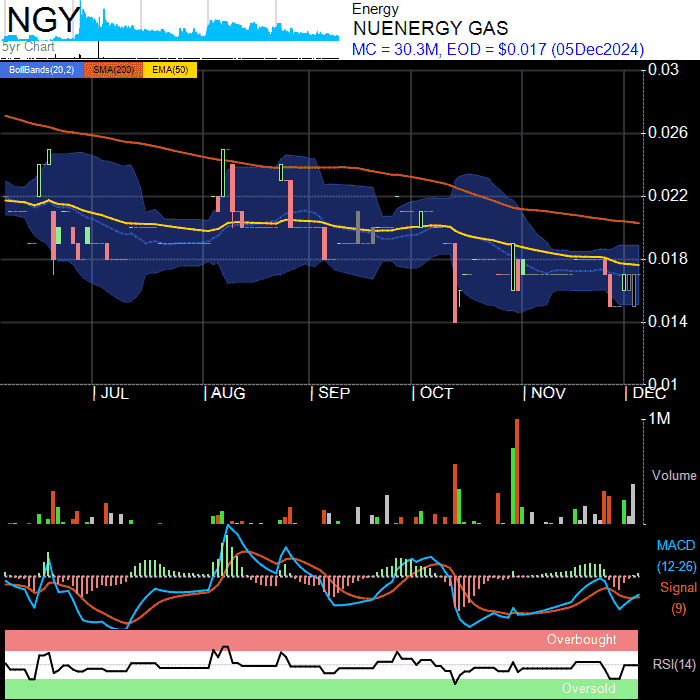 NGY
5yr Chart
Energy
NUENERGY GAS
MC = 30.3M, EOD = $0.017 (05Dec2024)
BollBands(20,2) SMA(200) EMA(50)
0.03
0.026
0.022
0.018
0.014
0.01
JUL AUG SEP OCT NOV DEC
1M
Volume
MACD
(12-26)
Signal
(9)
Overbought
RSI(14)
Oversold